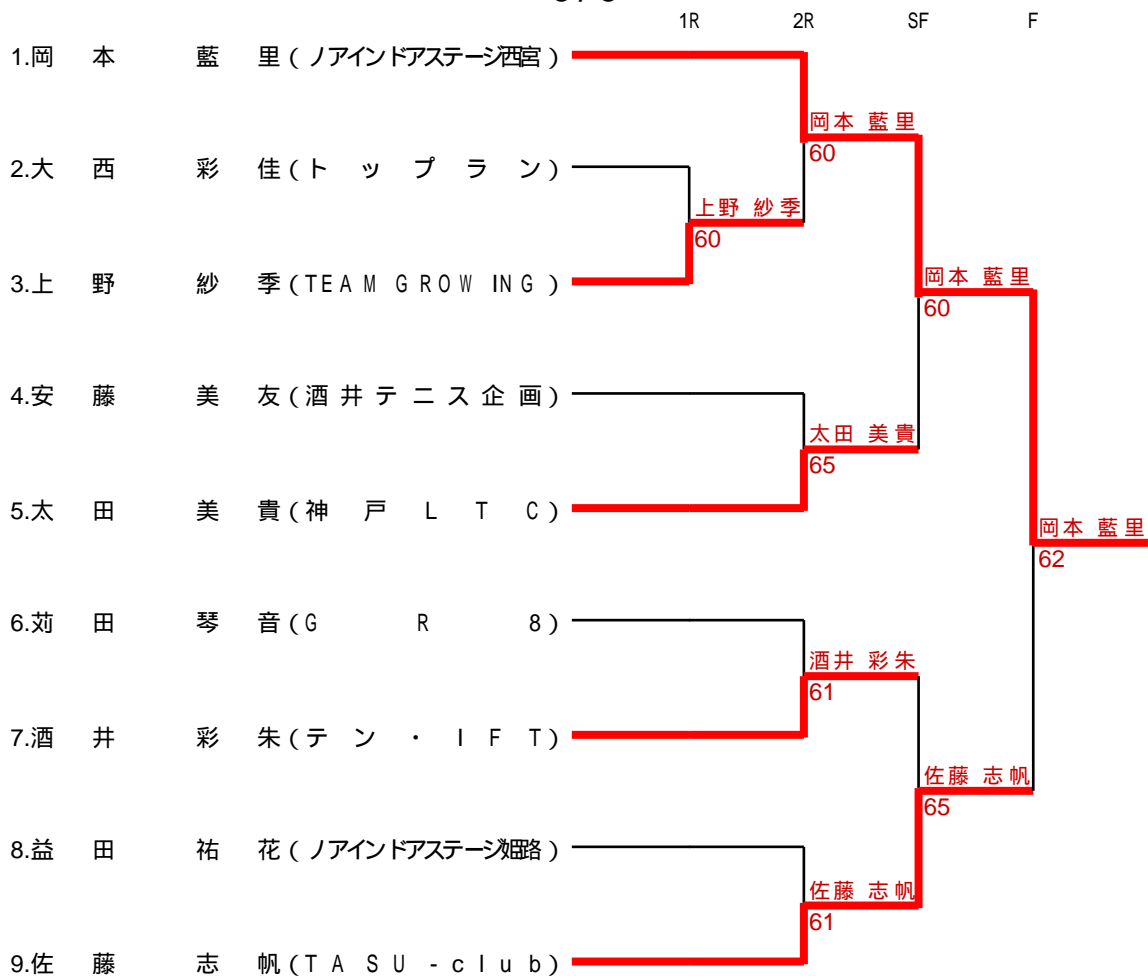 1R 2R SF F
1.岡本 藍里(ノアインドアステージ西宮)
岡本 藍里
60
2.大西 彩佳(トップラン)
上野 紗季
60
3.上野 紗季(TEAM GROWING)
岡本 藍里
60
4.安藤 美友(酒井テニス企画)
太田 美貴
65
5.太田 美貴(神戸LTC)
岡本 藍里
62
6.苅田 琴音(GR8)
酒井 彩朱
61
7.酒井 彩朱(テン・IFT)
佐藤 志帆
65
8.益田 祐花(ノアインドアステージ姫路)
佐藤 志帆
61
9.佐藤 志帆(TASU-club)